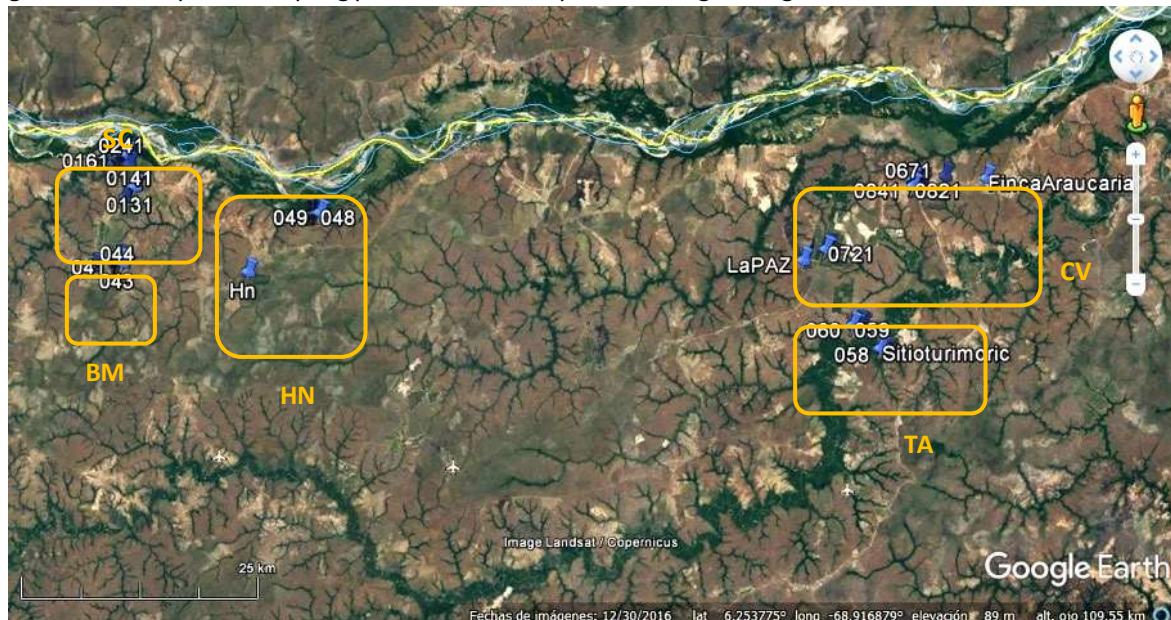 SC
0241
0161
0141
0131
044
041
043
BM
049 048
Hn
HN
0671
0841 0821
FincaAraucaria
LaPAZ
0721
CV
060 059
058 Sitioturimoric
TA
Image Landsat / Copernicus
25 km
Google Earth
Fechas de imágenes: 12/30/2016 lat 6.253775° long -68.916879° elevación 89 m alt. ojo 109.55 km